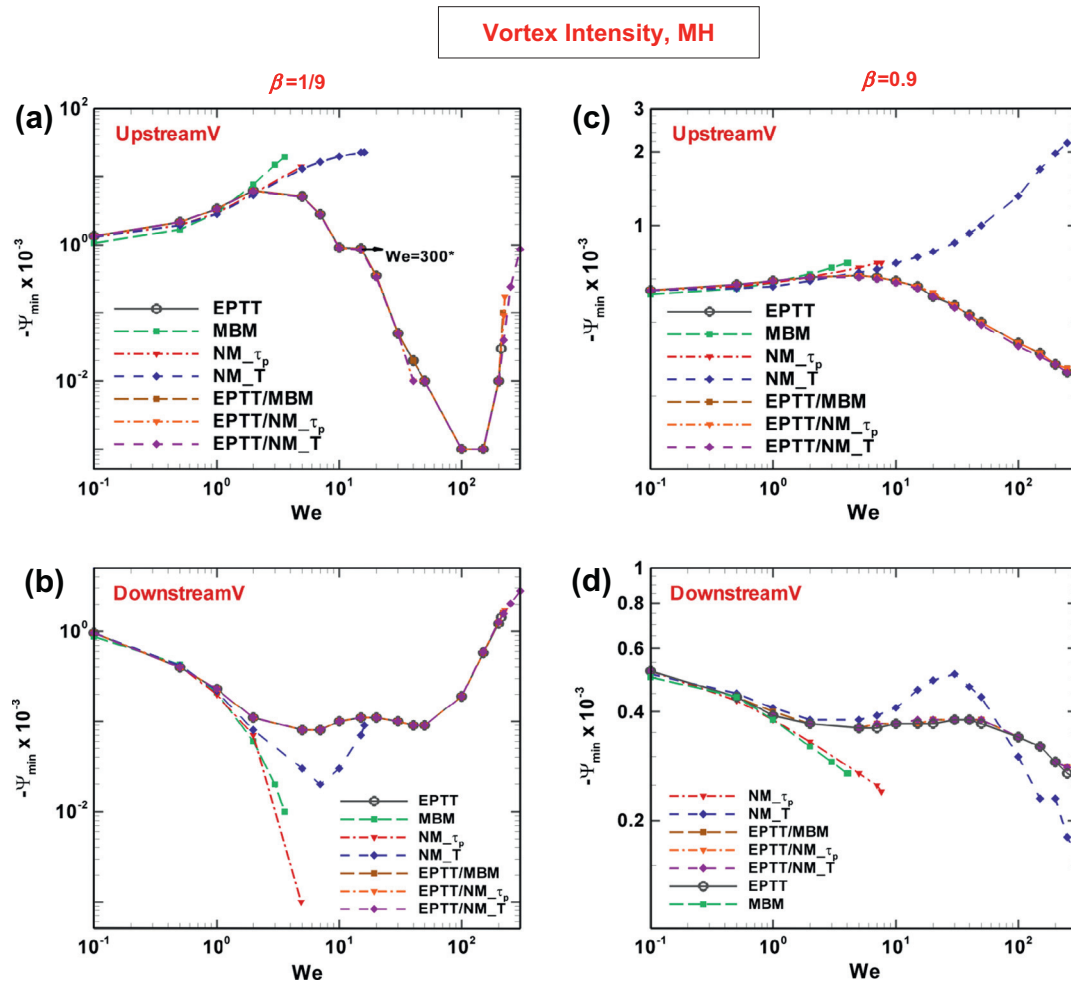 Vortex Intensity, MH
β=1/9
β=0.9
(a)
UpstreamV
-Ψmin x 10-3
102
100
10-2
We=300*
EPTT
MBM
NM_τp
NM_T
EPTT/MBM
EPTT/NM_τp
EPTT/NM_T
10-1
100
101
102
We
(c)
UpstreamV
-Ψmin x 10-3
3
2
1
EPTT
MBM
NM_τp
NM_T
EPTT/MBM
EPTT/NM_τp
EPTT/NM_T
10-1
100
101
102
We
(b)
DownstreamV
-Ψmin x 10-3
100
10-2
EPTT
MBM
NM_τp
NM_T
EPTT/MBM
EPTT/NM_τp
EPTT/NM_T
10-1
100
101
102
We
(d)
DownstreamV
-Ψmin x 10-3
1
0.8
0.6
0.4
0.2
NM_τp
NM_T
EPTT/MBM
EPTT/NM_τp
EPTT/NM_T
EPTT
MBM
10-1
100
101
102
We